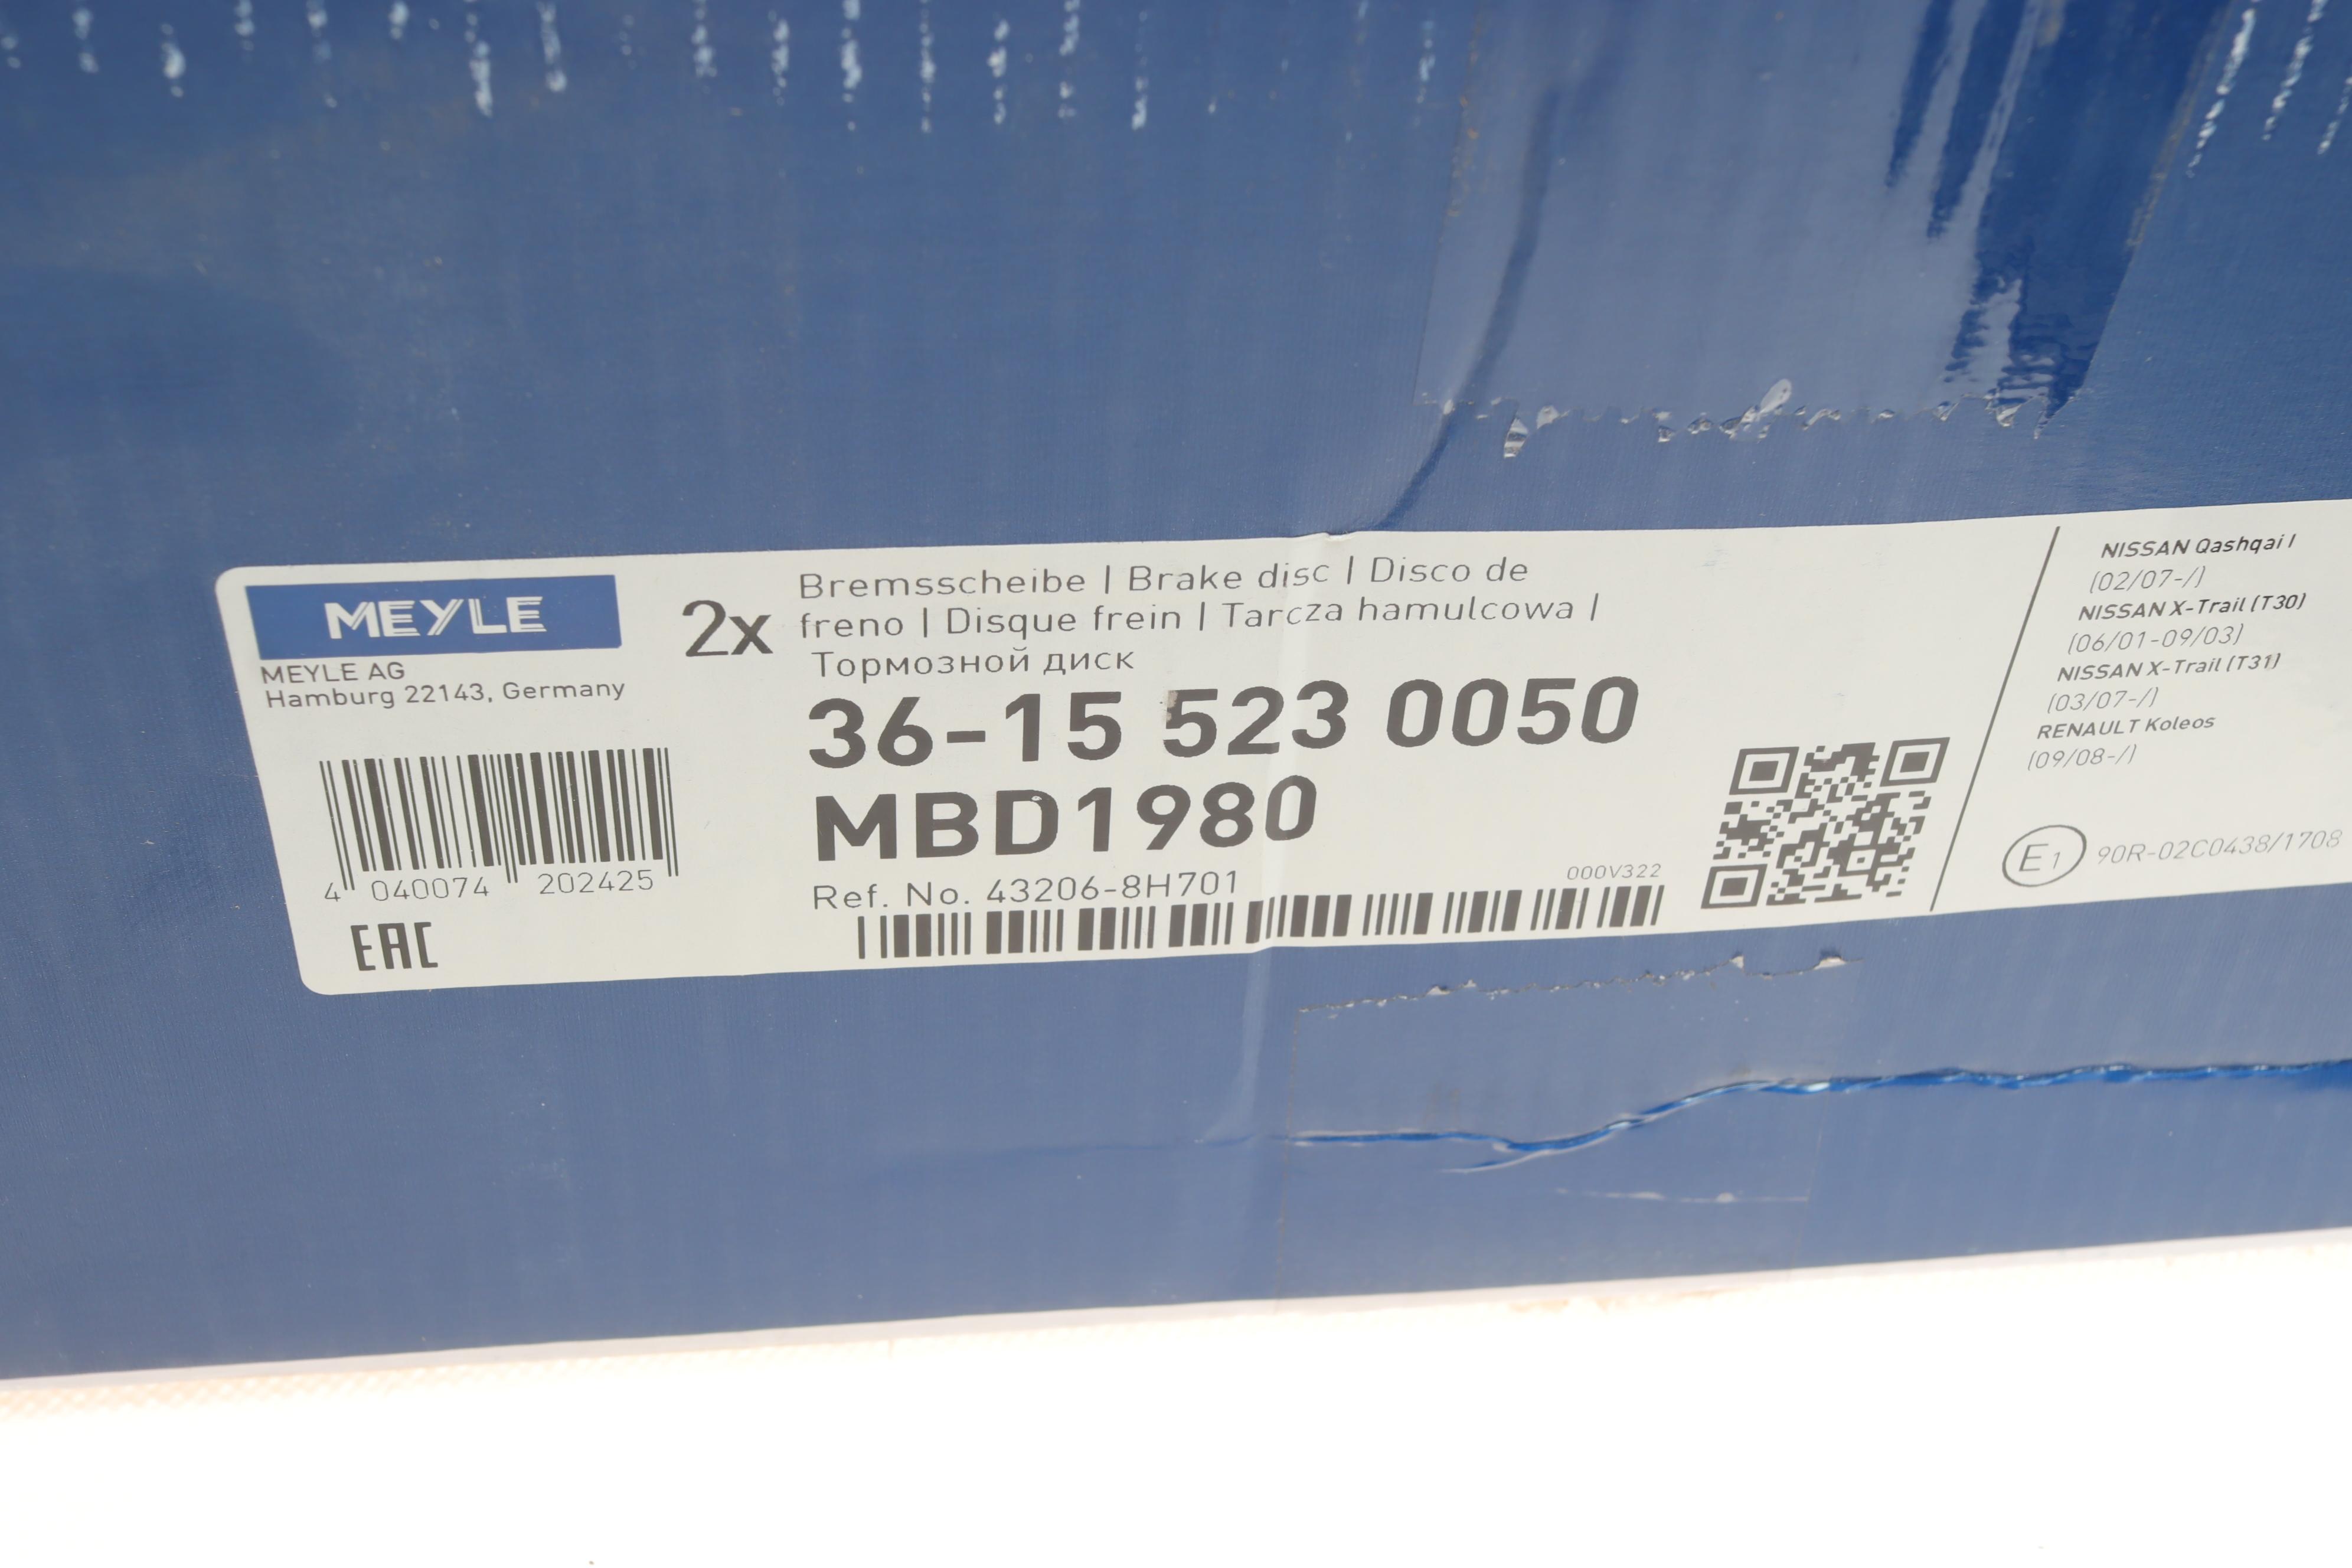 MEYLE
MEYLE AG
Hamburg 22143, Germany
4 040074 202425
EAC
2x
Bremsscheibe | Brake disc | Disco de
freno | Disque frein | Tarcza hamulcowa |
Тормозной диск
36-15 523 0050
MBD1980
Ref. No. 43206-8H701
000V322
NISSAN Qashqai I
(02/07-/)
NISSAN X-Trail (T30)
(06/01-09/03)
NISSAN X-Trail (T31)
(03/07-/)
RENAULT Koleos
(09/08-/)
E1 90R-02C0438/1708